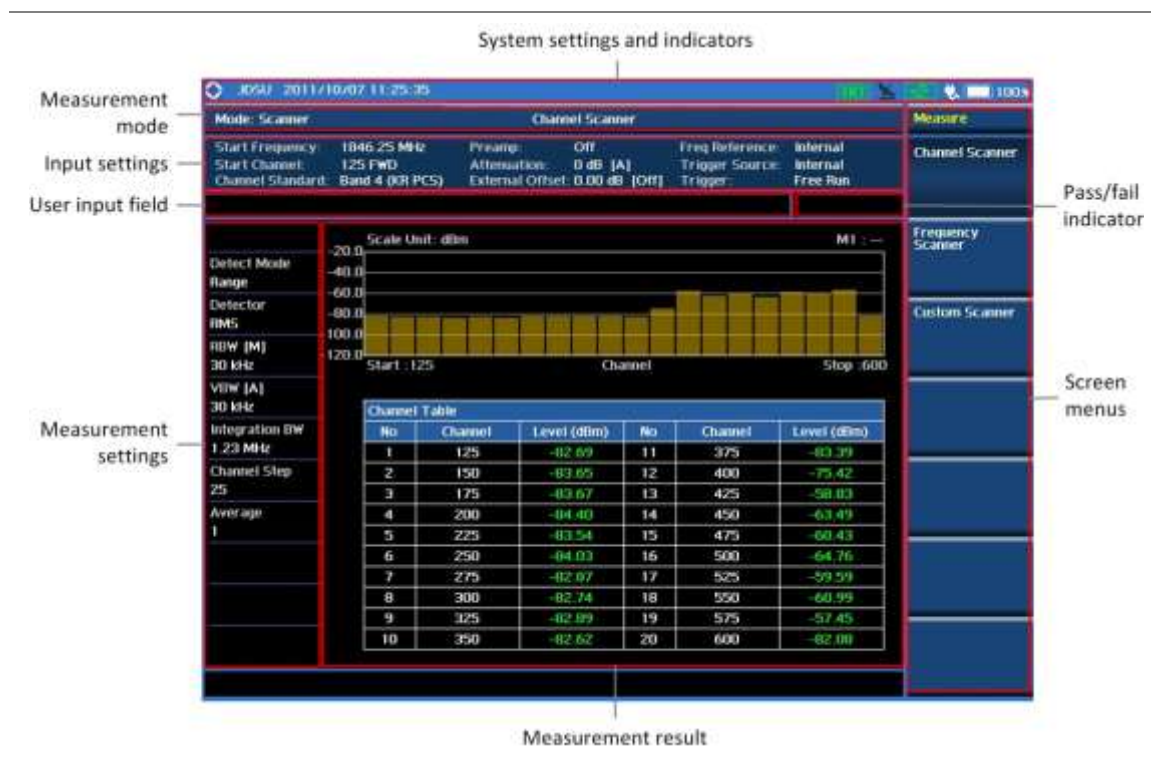 System settings and indicators
Measurement mode
Input settings
User input field
Measurement settings
Pass/fail indicator
Screen menus
Measurement result
JDSU 2011/10/07 11:25:35
100%
Mode: Scanner Channel Scanner
Start Frequency: 1846.25 MHz Preamp: Off Freq Reference: Internal
Start Channel: 125 FWD Attenuation: 0 dB [A] Trigger Source: Internal
Channel Standard: Band 4 (KR PCS) External Offset: 0.00 dB [Off] Trigger: Free Run
Measure
Channel Scanner
Frequency Scanner
Custom Scanner
Detect Mode
Range
Detector
RMS
RBW [M]
30 kHz
VBW [A]
30 kHz
Integration BW
1.23 MHz
Channel Step
25
Average
1
Scale Unit: dBm M1 : --
-20.0
-40.0
-60.0
-80.0
100.0
120.0
Start :125 Channel Stop :600
Channel Table
No Channel Level (dBm) No Channel Level (dBm)
1 125 -82.69 11 375 -83.39
2 150 -83.65 12 400 -75.42
3 175 -83.67 13 425 -58.03
4 200 -84.40 14 450 -63.49
5 225 -83.54 15 475 -60.43
6 250 -84.03 16 500 -64.76
7 275 -82.07 17 525 -59.59
8 300 -82.74 18 550 -60.99
9 325 -82.89 19 575 -57.45
10 350 -82.62 20 600 -82.08